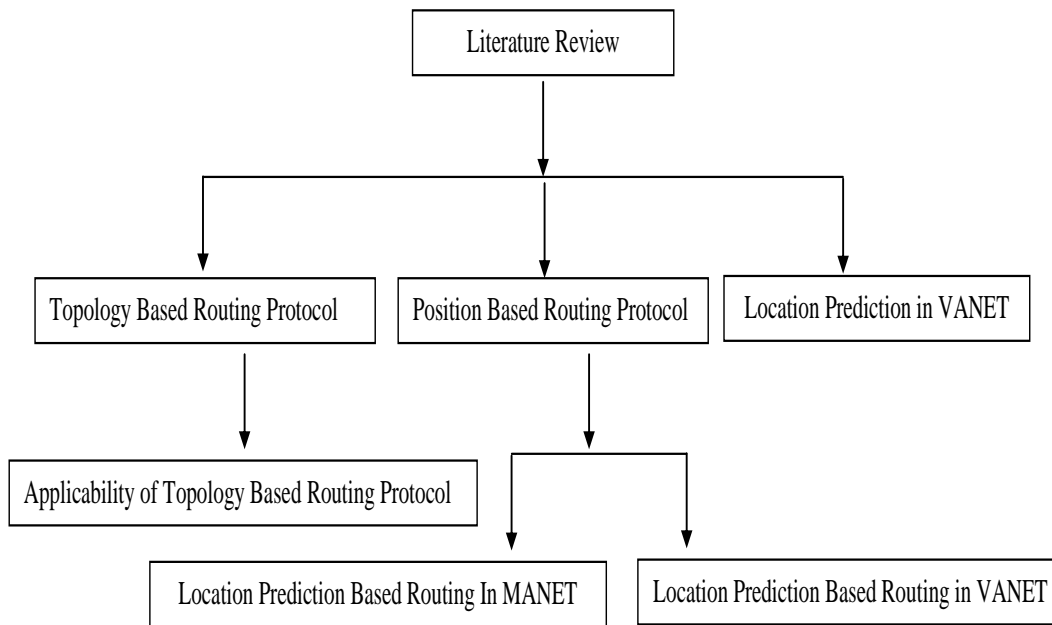 Literature Review
Topology Based Routing Protocol
Position Based Routing Protocol
Location Prediction in VANET
Applicability of Topology Based Routing Protocol
Location Prediction Based Routing In MANET
Location Prediction Based Routing in VANET